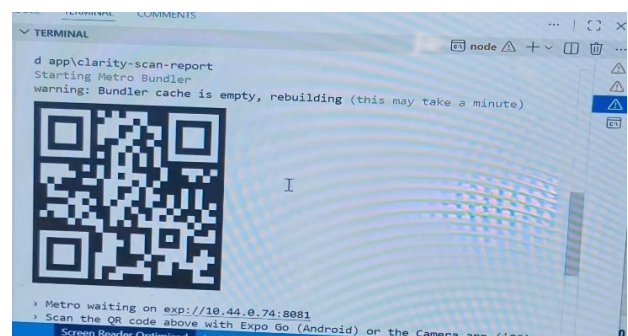 TERMINAL
COMMENTS
TERMINAL
node
d app\clarity-scan-report
Starting Metro Bundler
warning: Bundler cache is empty, rebuilding (this may take a minute)
› Metro waiting on exp://10.44.0.74:8081
› Scan the QR code above with Expo Go (Android) or the Camera app
Screen Reader Optimized